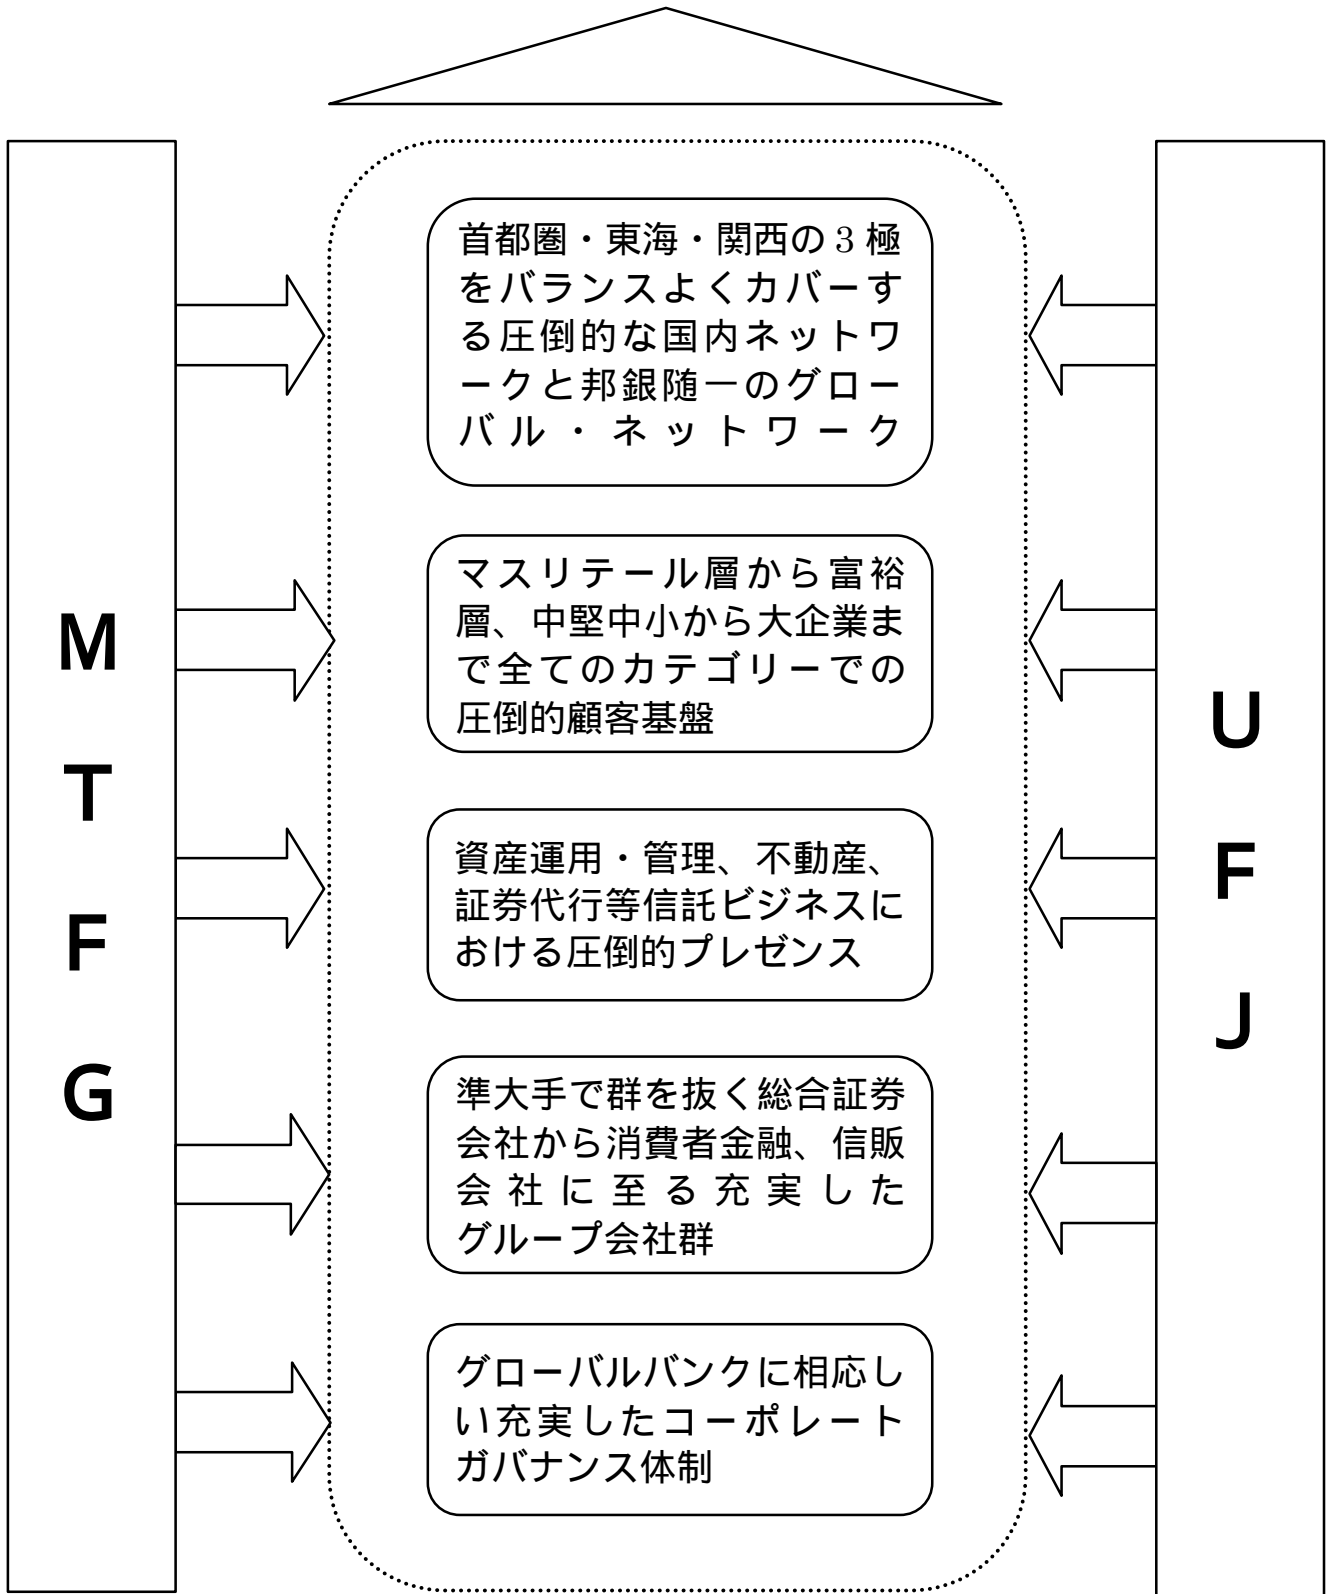 M
T
F
G
首都圏・東海・関西の3極
をバランスよくカバーす
る圧倒的な国内ネットワ
ークと邦銀随一のグロー
バル・ネットワーク
マスリテール層から富裕
層、中堅中小から大企業ま
で全てのカテゴリーでの
圧倒的顧客基盤
資産運用・管理、不動産、
証券代行等信託ビジネスに
おける圧倒的プレゼンス
準大手で群を抜く総合証券
会社から消費者金融、信販
会社に至る充実した
グループ会社群
グローバルバンクに相応し
い充実したコーポレート
ガバナンス体制
U
F
J